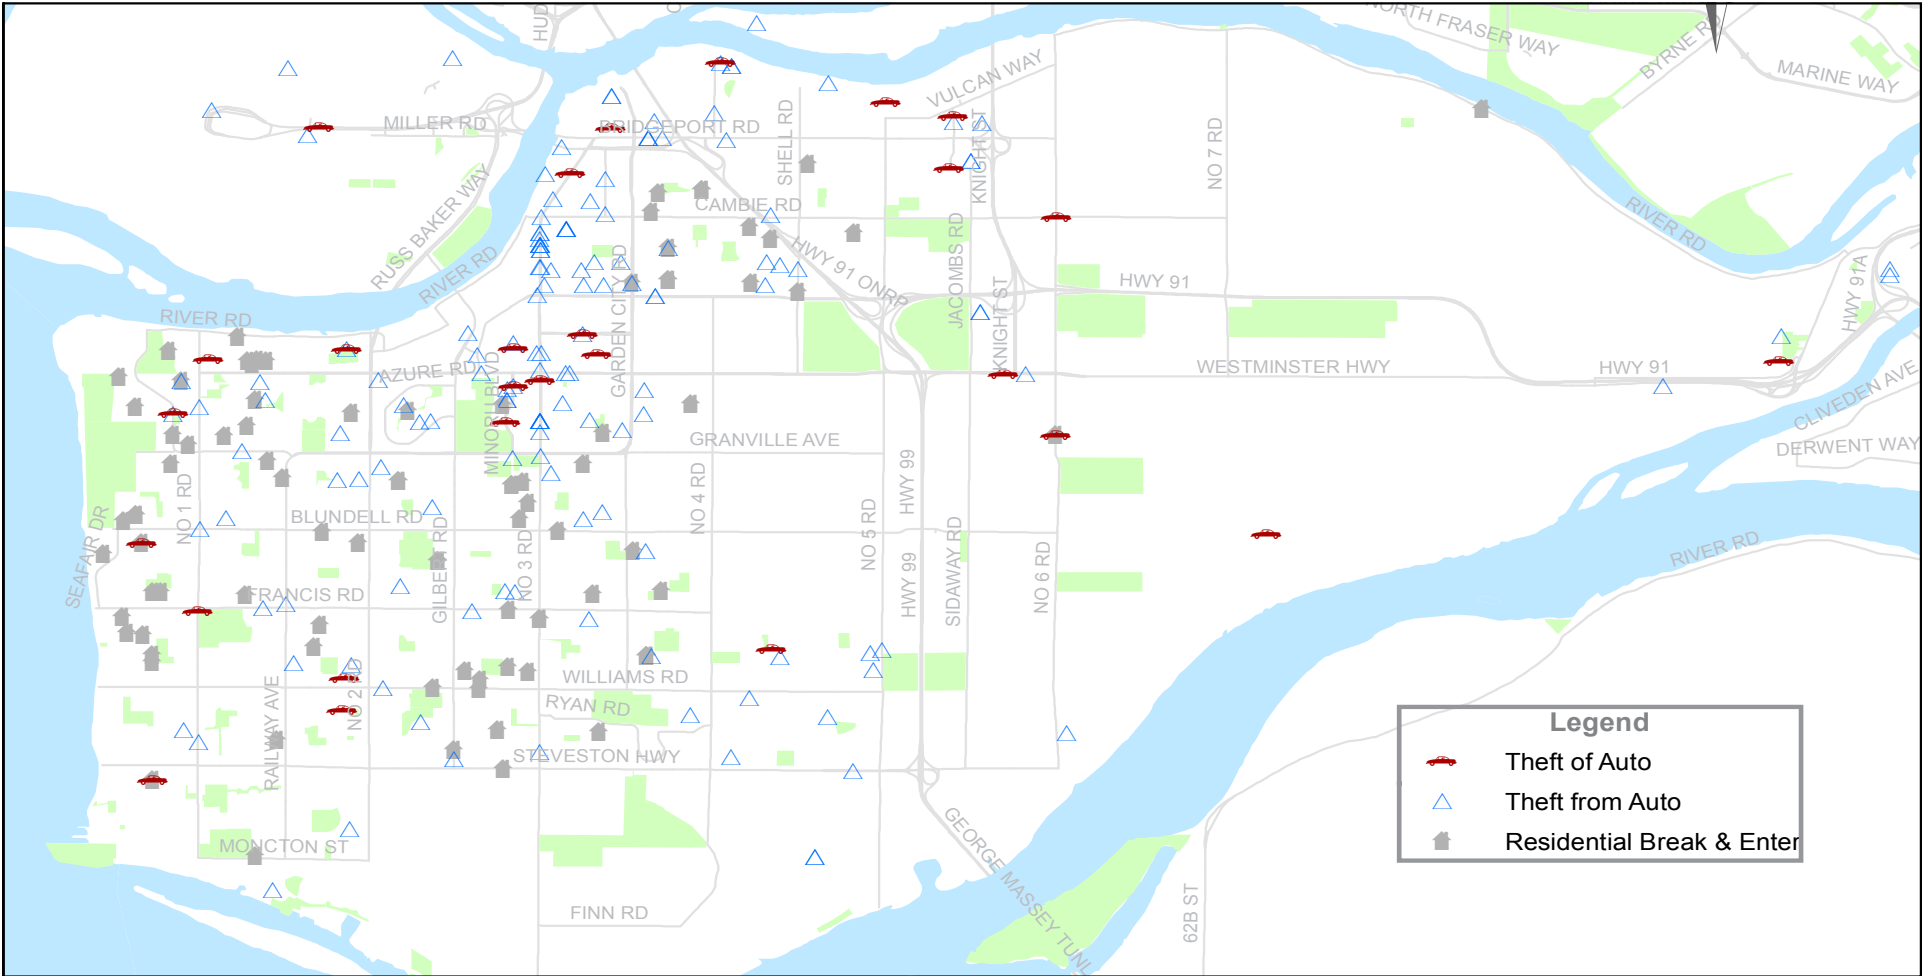 HUD
NORTH FRASER WAY
BYRNE RD
MARINE WAY
VULCAN WAY
MILLER RD
BRIDGEPORT RD
SHELL RD
KNIGHT ST
NO 7 RD
RUSS BAKER WAY
CAMBIE RD
RIVER RD
RIVER RD
HWY 91 ONRP
JACOBMBS RD
GARDEN CITY RD
HWY 91
HWY 91A
RIVER RD
KNIGHT ST
AZURE RD
MINORU BLVD
WESTMINSTER HWY
HWY 91
CLIVEDEN AVE
GRANVILLE AVE
DERWENT WAY
NO 1 RD
NO 4 RD
HWY 99
NO 5 RD
BLUNDELL RD
GILBERT RD
NO 3 RD
SIDAWAY RD
NO 6 RD
SEAFAIR DR
HWY 99
RIVER RD
FRANCIS RD
WILLIAMS RD
RAILWAY AVE
NO 2 RD
RYAN RD
STEVESTON HWY
MONCTON ST
GEORGE MASSEY TUNL
FINN RD
62B ST
Legend
Theft of Auto
Theft from Auto
Residential Break & Enter